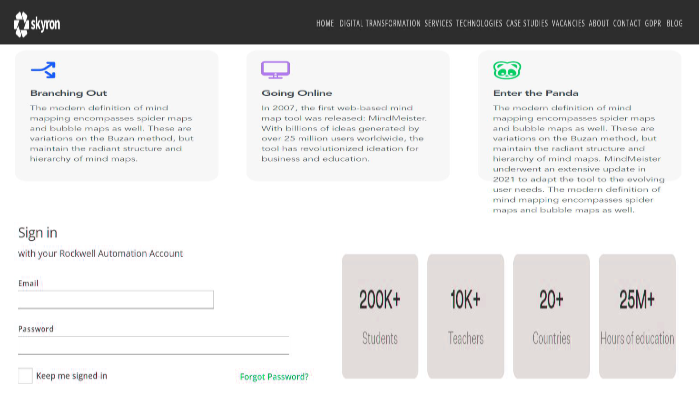 skyron
HOME DIGITAL TRANSFORMATION SERVICES TECHNOLOGIES CASE STUDIES VACANCIES ABOUT CONTACT GDPR BLOG
Branching Out
The modern definition of mind
mapping encompasses spider maps
and bubble maps as well. These are
variations on the Buzan method, but
maintain the radiant structure and
hierarchy of mind maps.
Going Online
In 2007, the first web-based mind
map tool was released: MindMeister.
With billions of ideas generated by
over 25 million users worldwide, the
tool has revolutionized ideation for
business and education.
Enter the Panda
The modern definition of mind
mapping encompasses spider maps
and bubble maps as well. These are
variations on the Buzan method, but
maintain the radiant structure and
hierarchy of mind maps. MindMeister
underwent an extensive update in
2021 to adapt the tool to the evolving
user needs. The modern definition of
mind mapping encompasses spider
maps and bubble maps as well.
Sign in
with your Rockwell Automation Account
Email
Password
Keep me signed in
Forgot Password?
200K+
Students
10K+
Teachers
20+
Countries
25M+
Hours of education